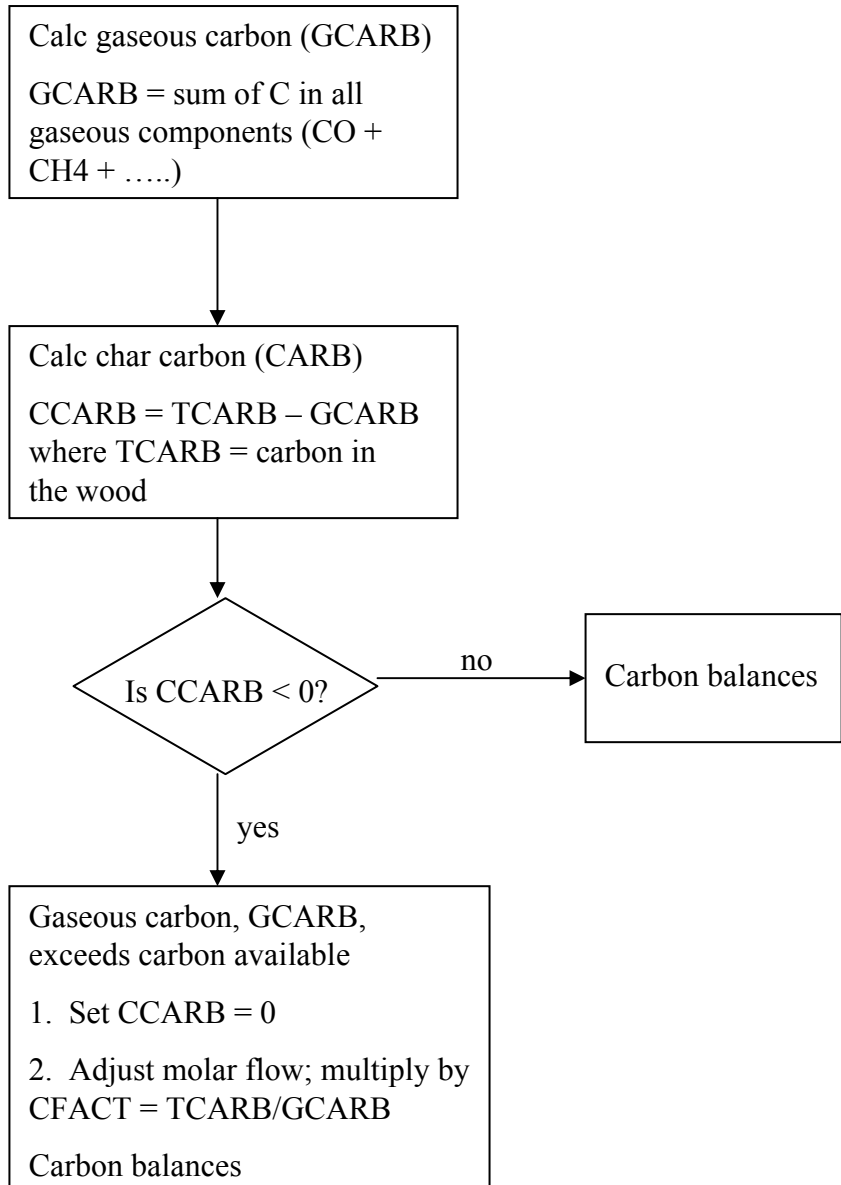 Calc gaseous carbon (GCARB)
GCARB = sum of C in all
gaseous components (CO +
CH4 + …..)
Calc char carbon (CARB)
CCARB = TCARB – GCARB
where TCARB = carbon in
the wood
Is CCARB < 0?
no
Carbon balances
yes
Gaseous carbon, GCARB,
exceeds carbon available
1. Set CCARB = 0
2. Adjust molar flow; multiply by
CFACT = TCARB/GCARB
Carbon balances